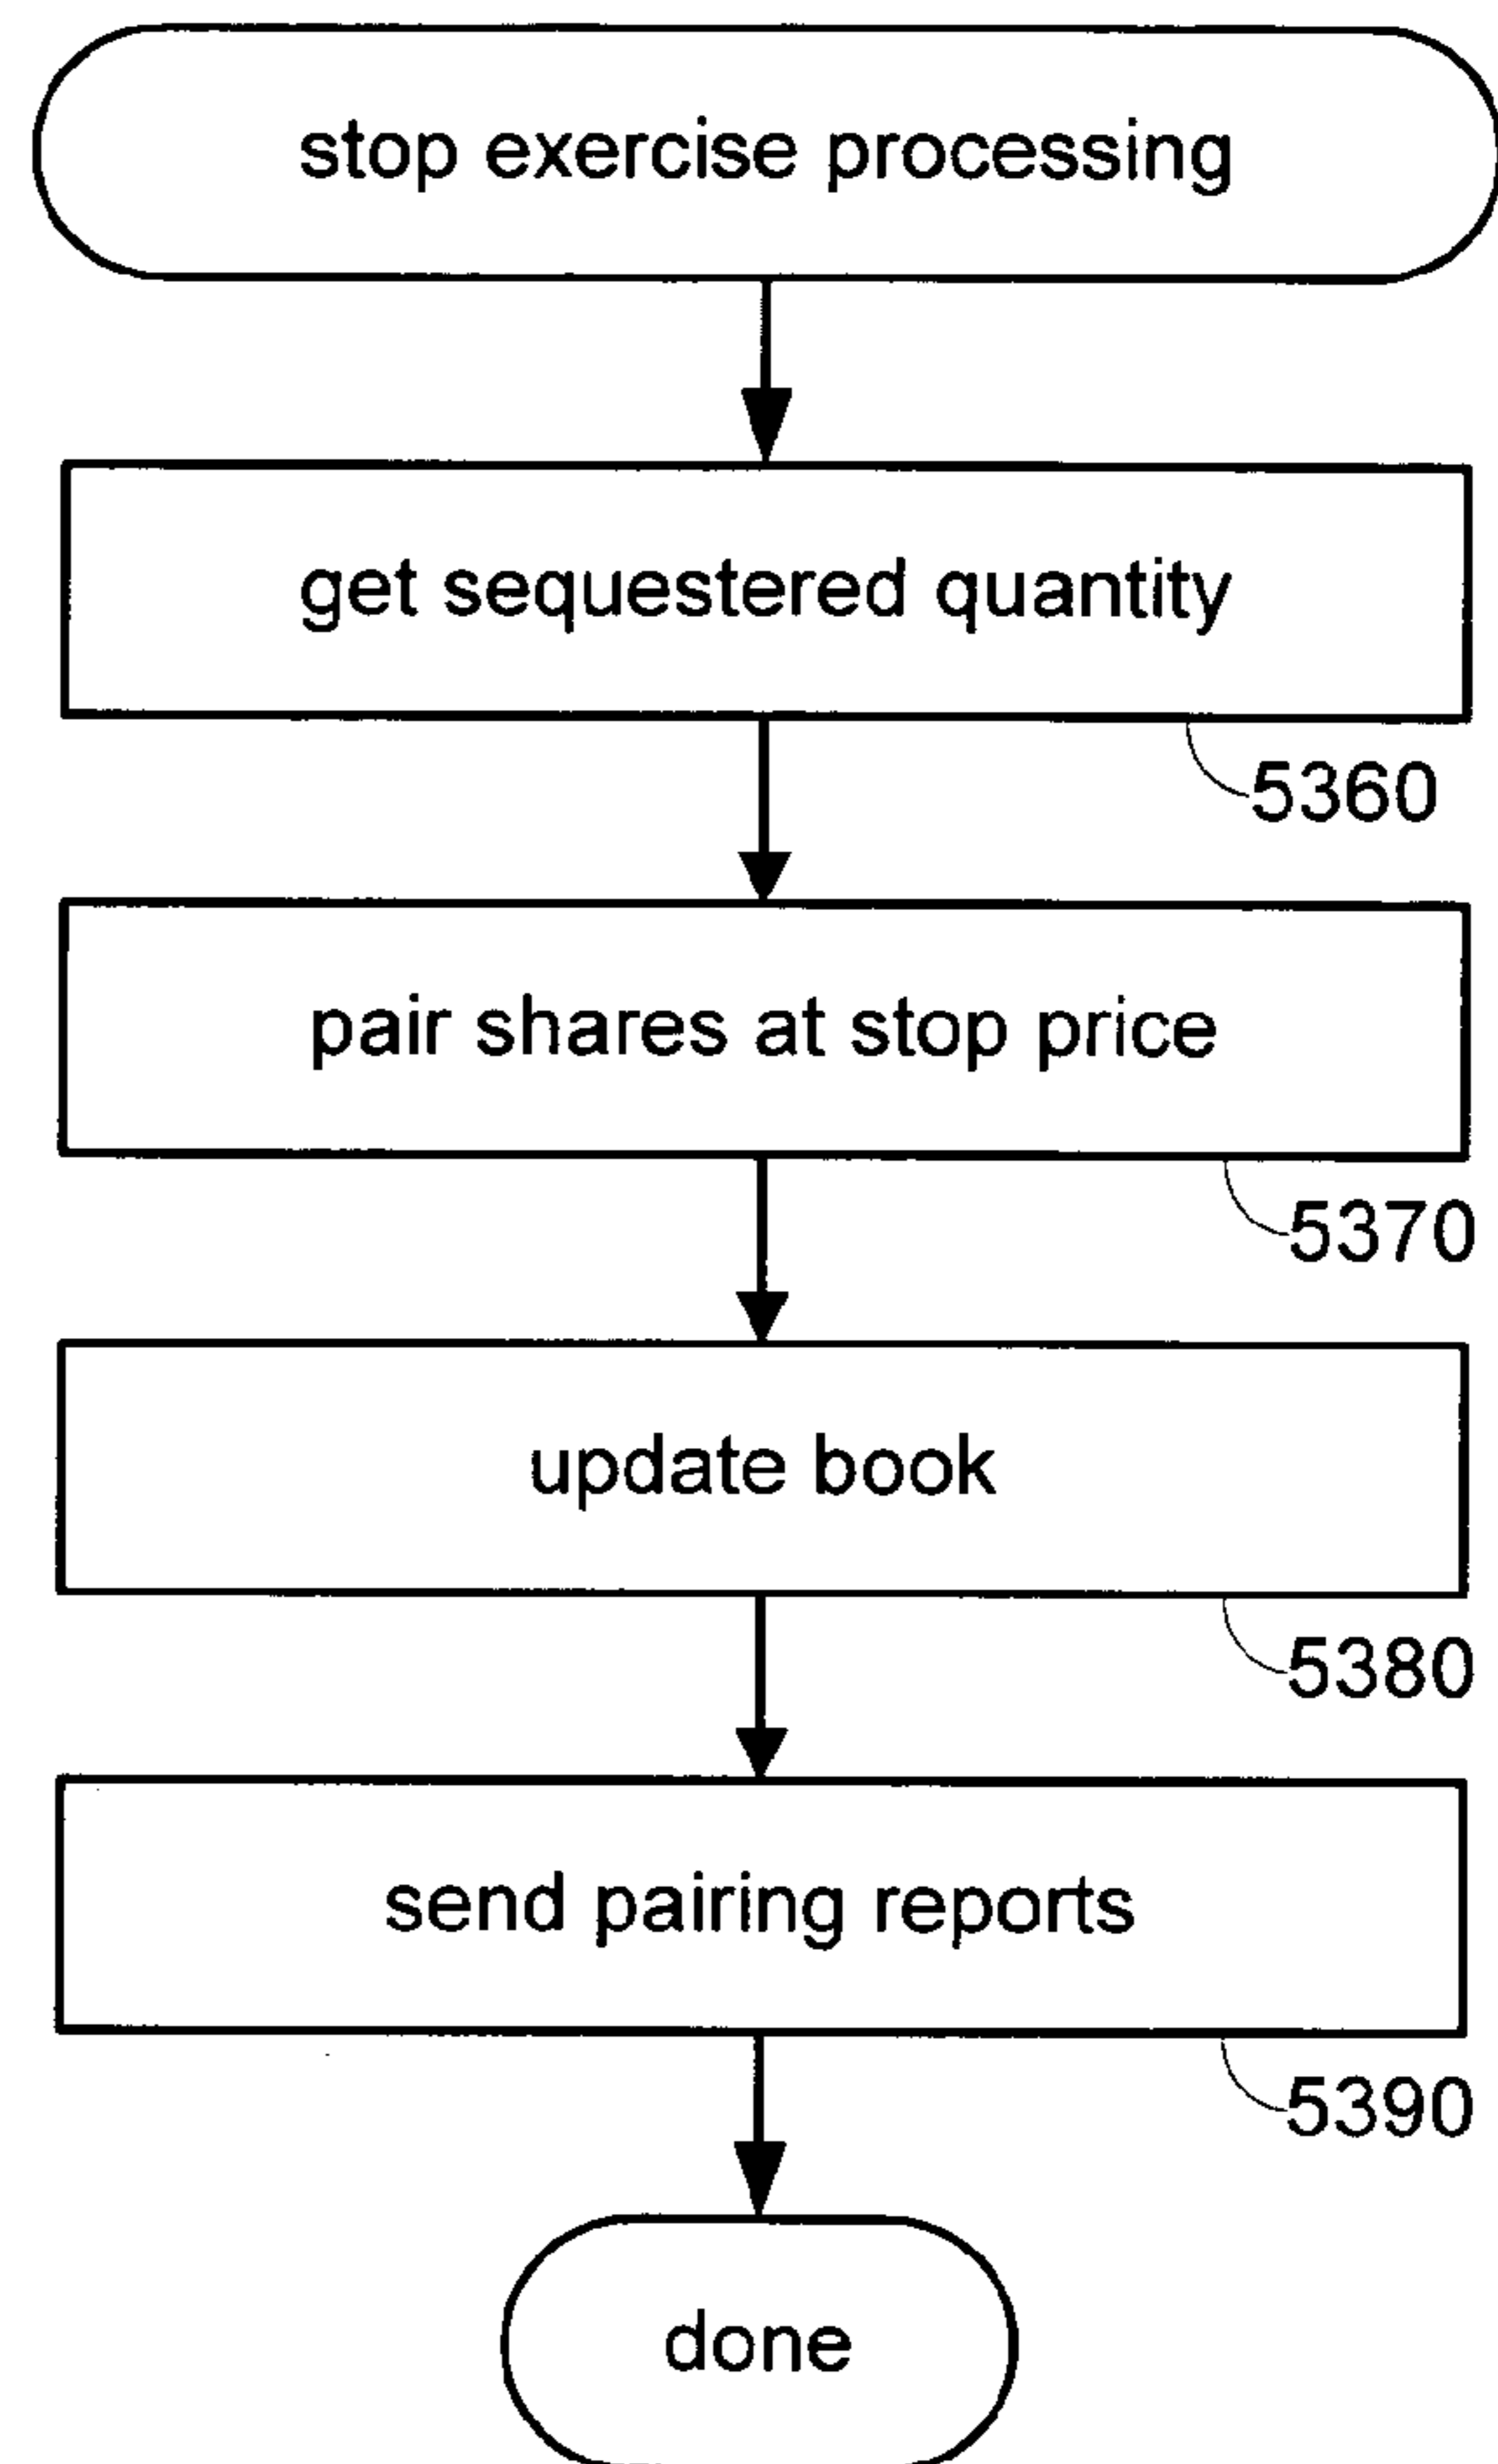 stop exercise processing
get sequestered quantity
5360
pair shares at stop price
5370
update book
5380
send pairing reports
5390
done